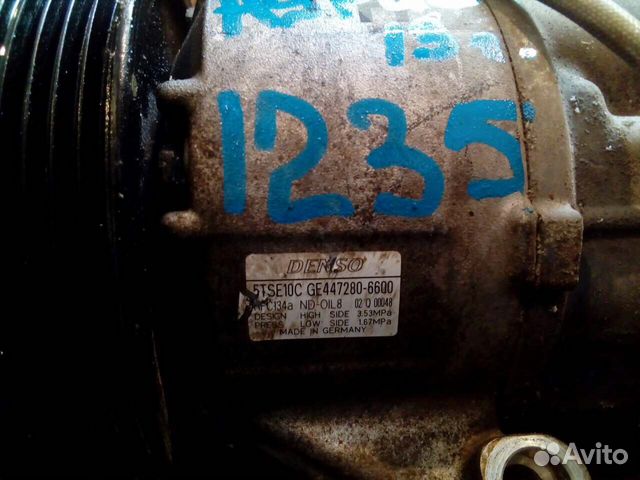 1235
DENSO
5TSE10C GE447280-6600
C134a ND-OIL8 02 Q 00048
DESIGN HIGH SIDE 3.53MPa
PRESS LOW SIDE 1.67MPa
MADE IN GERMANY
Avito